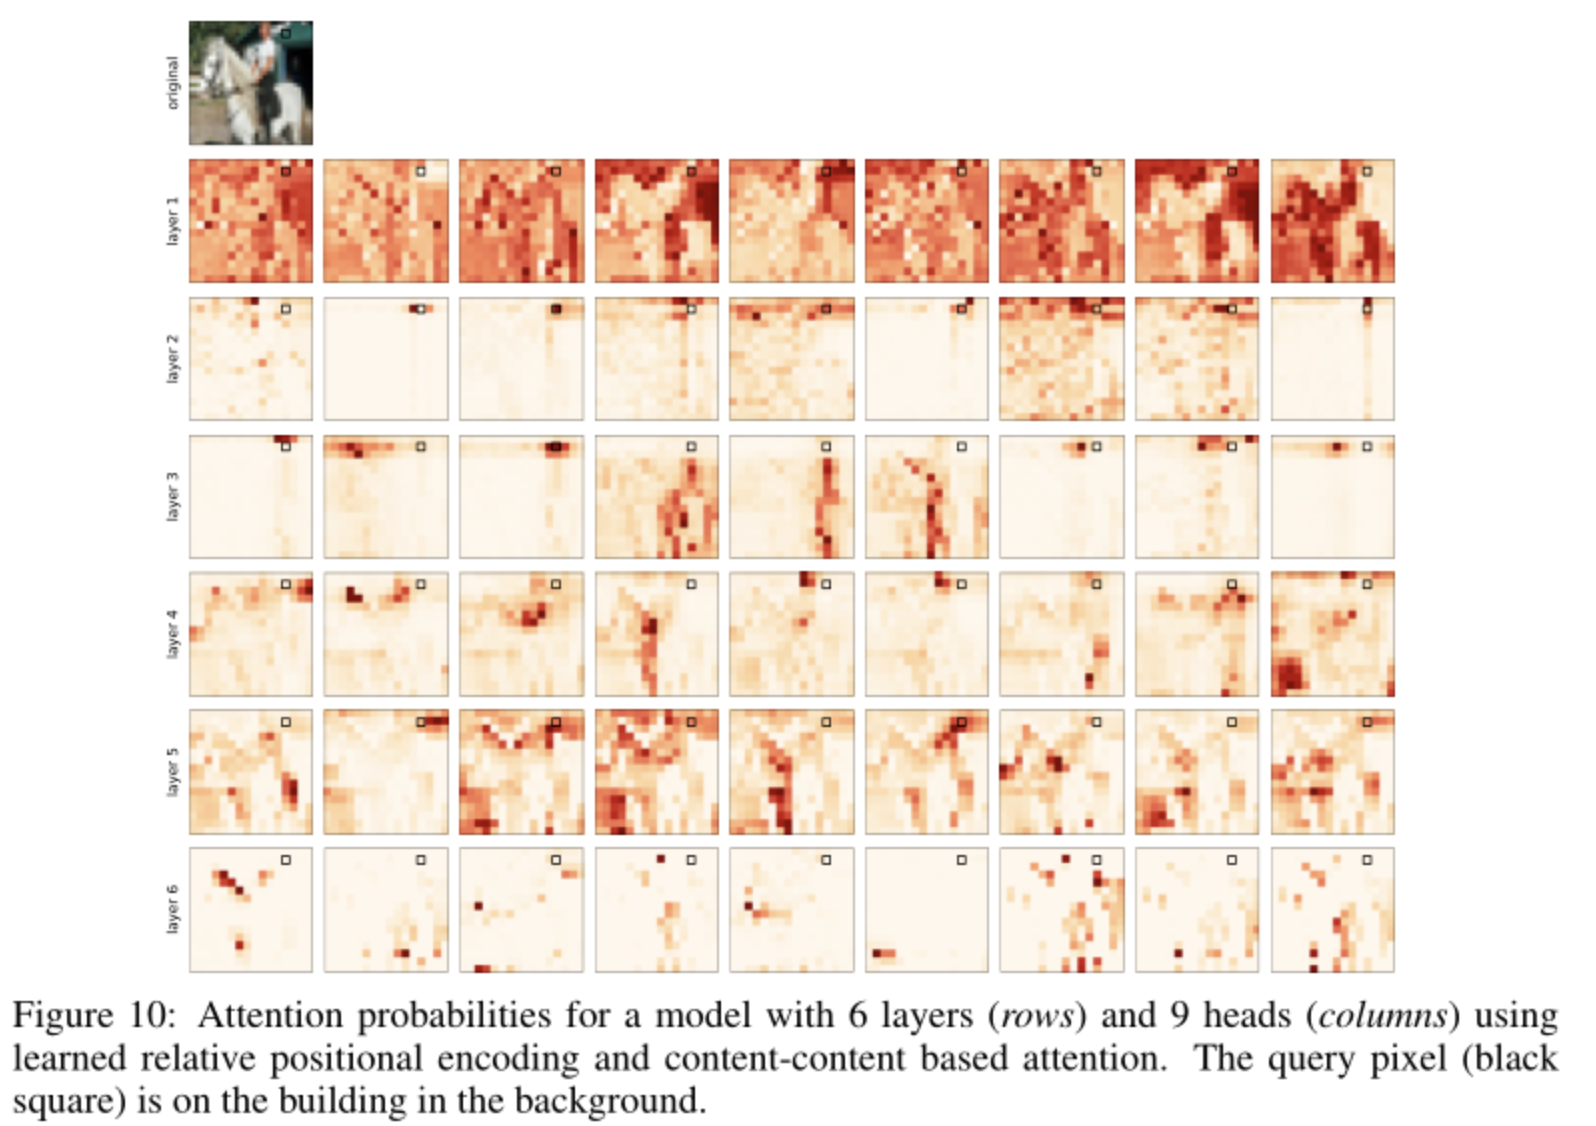 original
layer 1
layer 2
layer 3
layer 4
layer 5
layer 6
Figure 10: Attention probabilities for a model with 6 layers (rows) and 9 heads (columns) using
learned relative positional encoding and content-content based attention. The query pixel (black
square) is on the building in the background.